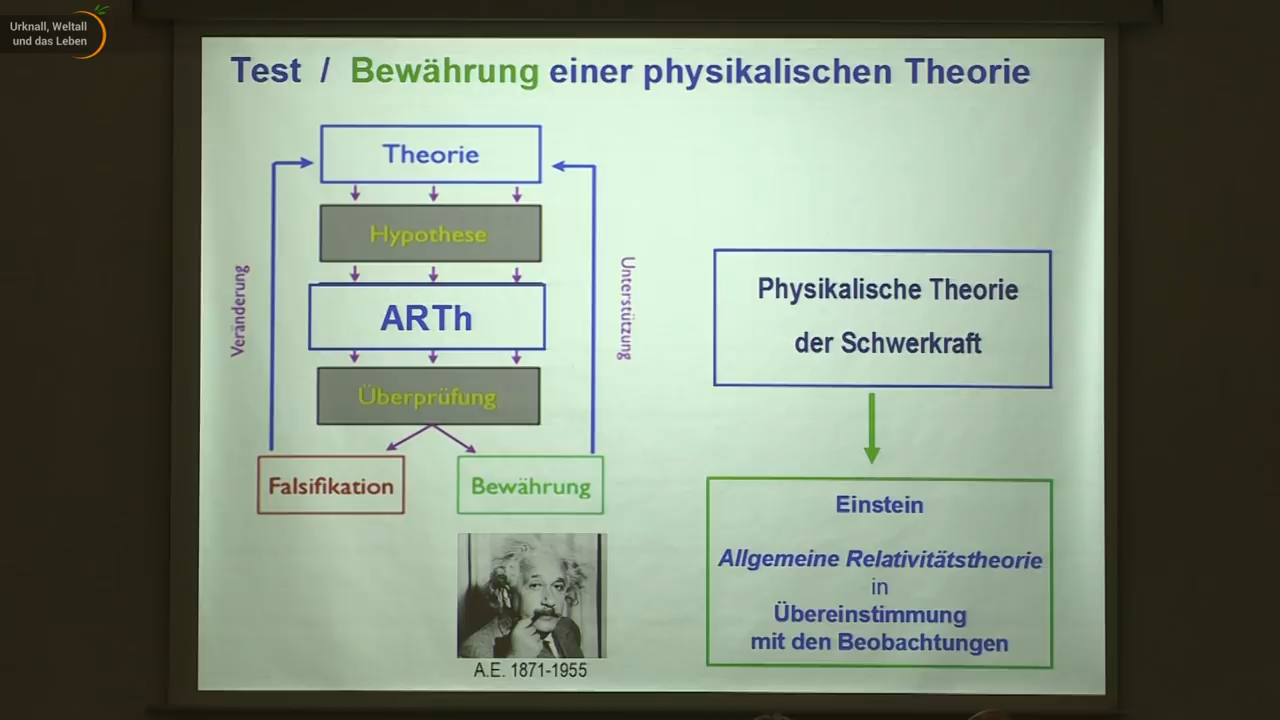 Urknall, Weltall
und das Leben
Test / Bewährung einer physikalischen Theorie
Theorie
Hypothese
ARTh
Überprüfung
Falsifikation
Bewährung
Veränderung
Unterstützung
A.E. 1871-1955
Physikalische Theorie
der Schwerkraft
Einstein
Allgemeine Relativitätstheorie
in
Übereinstimmung
mit den Beobachtungen